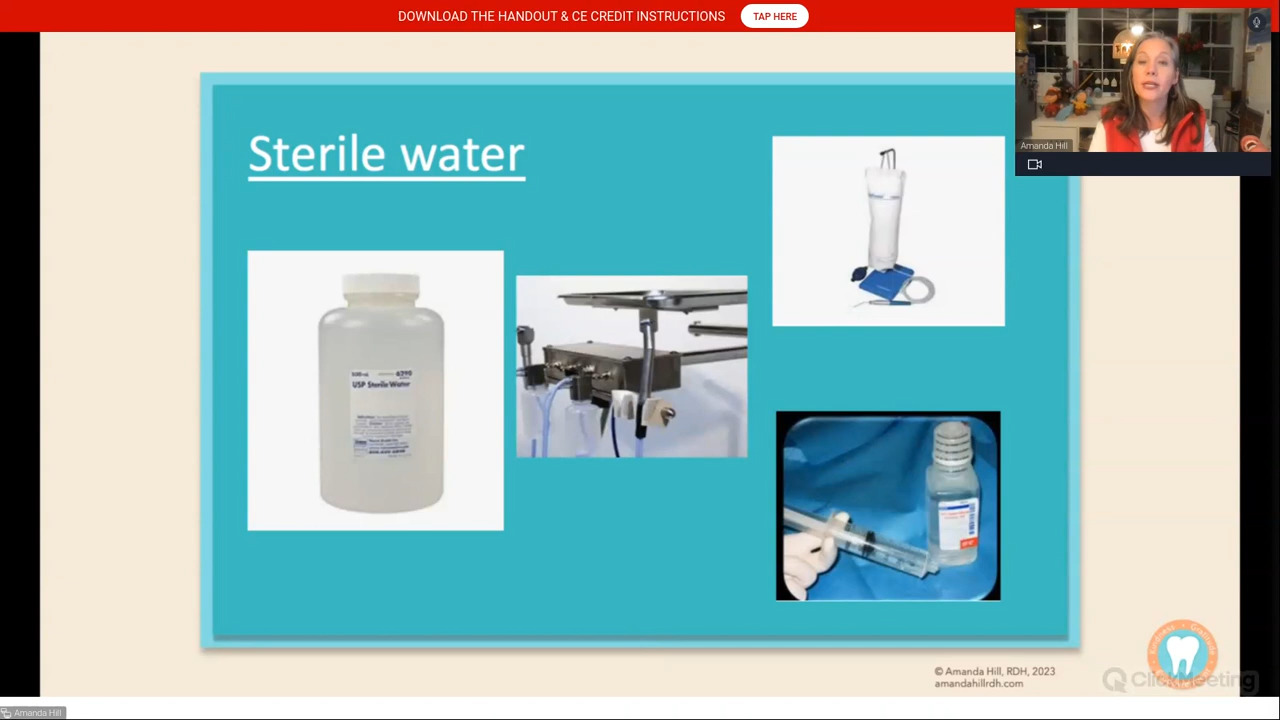 DOWNLOAD THE HANDOUT & CE CREDIT INSTRUCTIONS TAP HERE
Amanda Hill
Sterile water
USP Sterile Water
© Amanda Hill, RDH, 2023
amandahillrdh.com
ClickMeeting
Amanda Hill